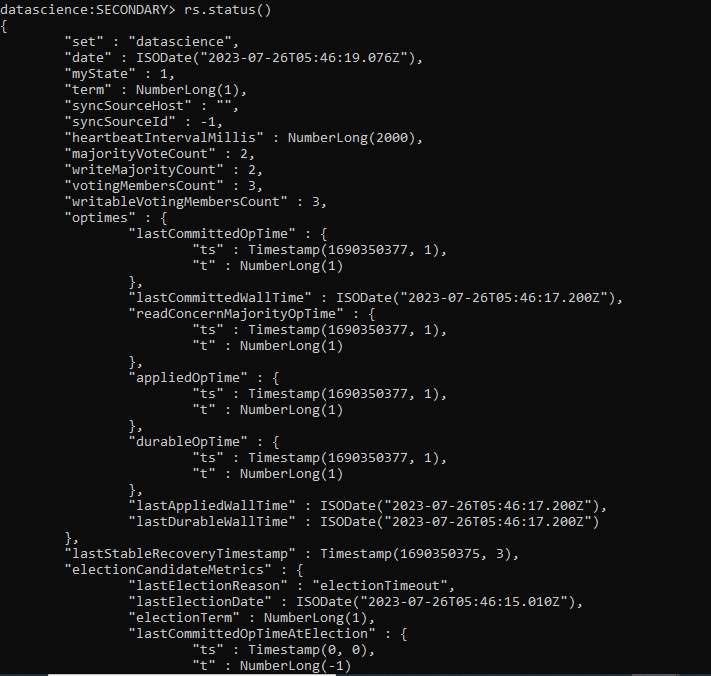 datascience:SECONDARY> rs.status()
{
        "set" : "datascience",
        "date" : ISODate("2023-07-26T05:46:19.076Z"),
        "myState" : 1,
        "term" : NumberLong(1),
        "syncSourceHost" : "",
        "syncSourceId" : -1,
        "heartbeatIntervalMillis" : NumberLong(2000),
        "majorityVoteCount" : 2,
        "writeMajorityCount" : 2,
        "votingMembersCount" : 3,
        "writableVotingMembersCount" : 3,
        "optimes" : {
                "lastCommittedOpTime" : {
                        "ts" : Timestamp(1690350377, 1),
                        "t" : NumberLong(1)
                },
                "lastCommittedWallTime" : ISODate("2023-07-26T05:46:17.200Z"),
                "readConcernMajorityOpTime" : {
                        "ts" : Timestamp(1690350377, 1),
                        "t" : NumberLong(1)
                },
                "appliedOpTime" : {
                        "ts" : Timestamp(1690350377, 1),
                        "t" : NumberLong(1)
                },
                "durableOpTime" : {
                        "ts" : Timestamp(1690350377, 1),
                        "t" : NumberLong(1)
                },
                "lastAppliedWallTime" : ISODate("2023-07-26T05:46:17.200Z"),
                "lastDurableWallTime" : ISODate("2023-07-26T05:46:17.200Z")
        },
        "lastStableRecoveryTimestamp" : Timestamp(1690350375, 3),
        "electionCandidateMetrics" : {
                "lastElectionReason" : "electionTimeout",
                "lastElectionDate" : ISODate("2023-07-26T05:46:15.010Z"),
                "electionTerm" : NumberLong(1),
                "lastCommittedOpTimeAtElection" : {
                        "ts" : Timestamp(0, 0),
                        "t" : NumberLong(-1)